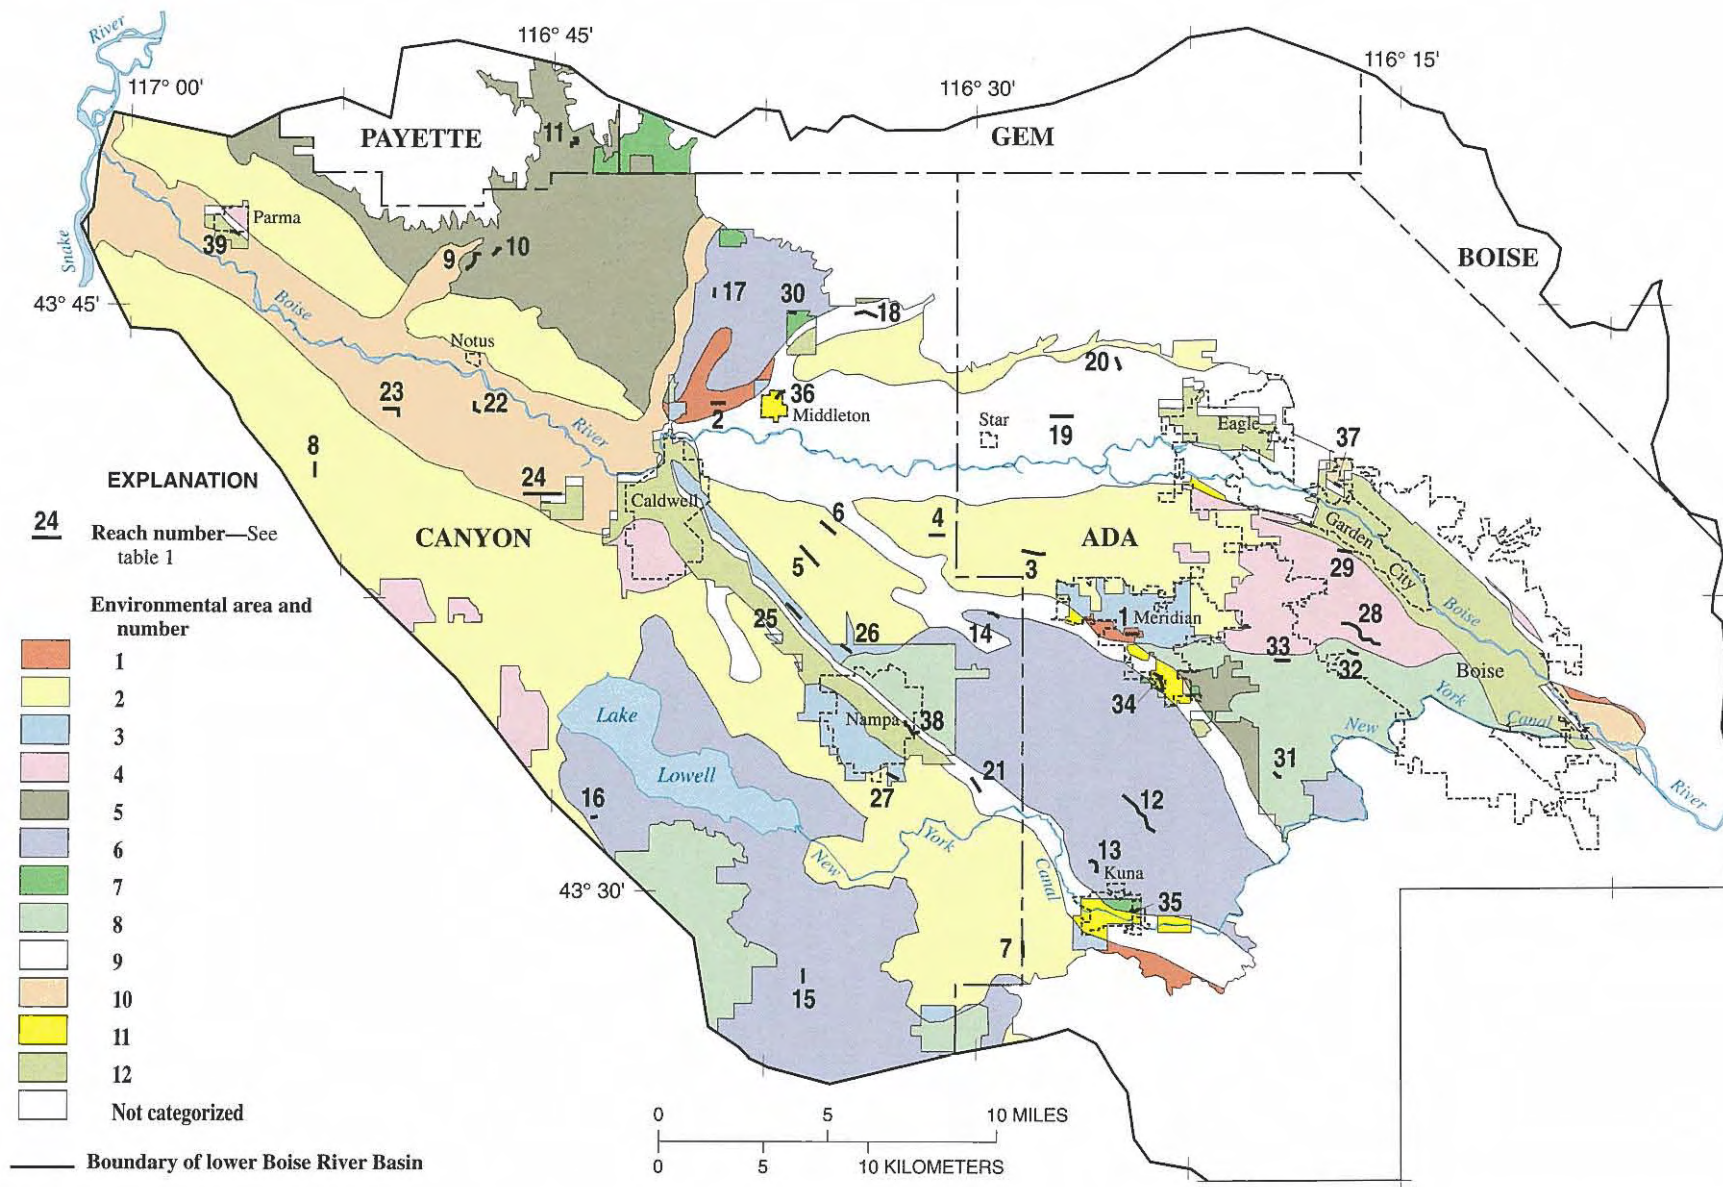 River
117° 00'
116° 45'
116° 30'
116° 15'
PAYETTE
11
GEM
BOISE
Snake
Parma
39
9
10
43° 45'
Boise
Notus
17
30
18
20
23
22
River
36
Middleton
2
Star
19
Eagle
37
8
24
Caldwell
CANYON
6
5
4
ADA
3
Garden
City
29
Boise
25
26
14
1
Meridian
28
33
32
Boise
34
York
New
Canal
River
Lake
Lowell
Nampa
38
27
21
31
12
16
York
New
Canal
13
Kuna
35
43° 30'
7
15
EXPLANATION
24
Reach number—See
table 1
Environmental area and
number
1
2
3
4
5
6
7
8
9
10
11
12
Not categorized
Boundary of lower Boise River Basin
0 5 10 MILES
0 5 10 KILOMETERS